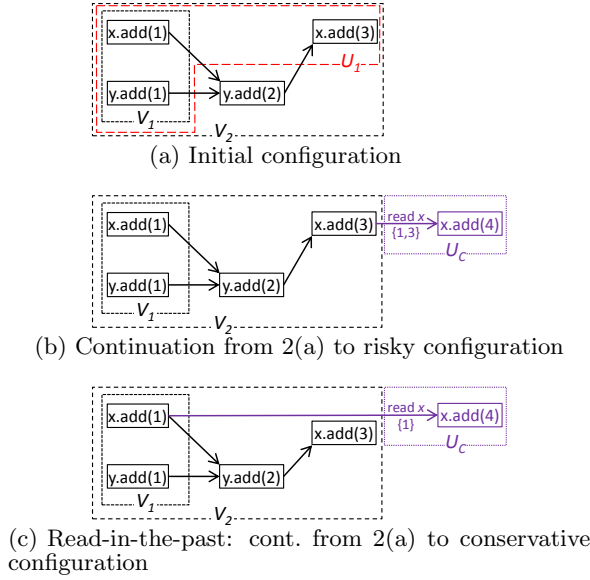 x.add(1)
x.add(3)
U1
y.add(1)
y.add(2)
V1
V2
(a) Initial configuration
x.add(1)
x.add(3)
read x
{1,3}
x.add(4)
UC
y.add(1)
y.add(2)
V1
V2
(b) Continuation from 2(a) to risky configuration
x.add(1)
read x
{1}
x.add(4)
x.add(3)
UC
y.add(1)
y.add(2)
V1
V2
(c) Read-in-the-past: cont. from 2(a) to conservative
configuration